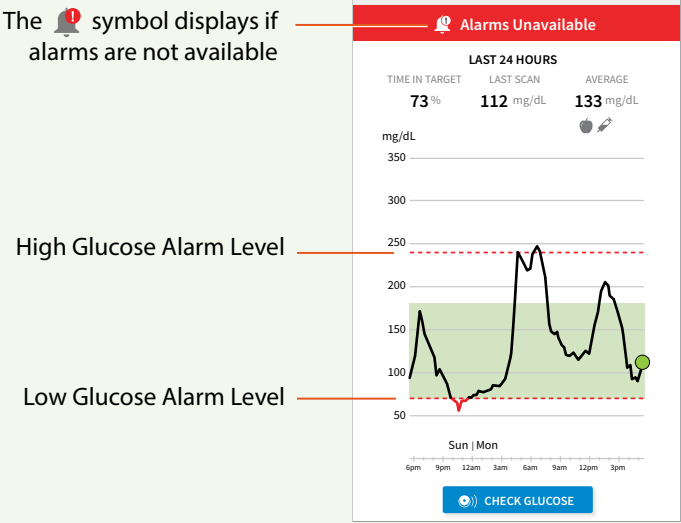 The symbol displays if
alarms are not available
Alarms Unavailable
LAST 24 HOURS
TIME IN TARGET LAST SCAN AVERAGE
73% 112 mg/dL 133 mg/dL
mg/dL
350
300
High Glucose Alarm Level
250
200
150
100
Low Glucose Alarm Level
50
Sun | Mon
6pm 9pm 12am 3am 6am 9am 12pm 3pm
CHECK GLUCOSE